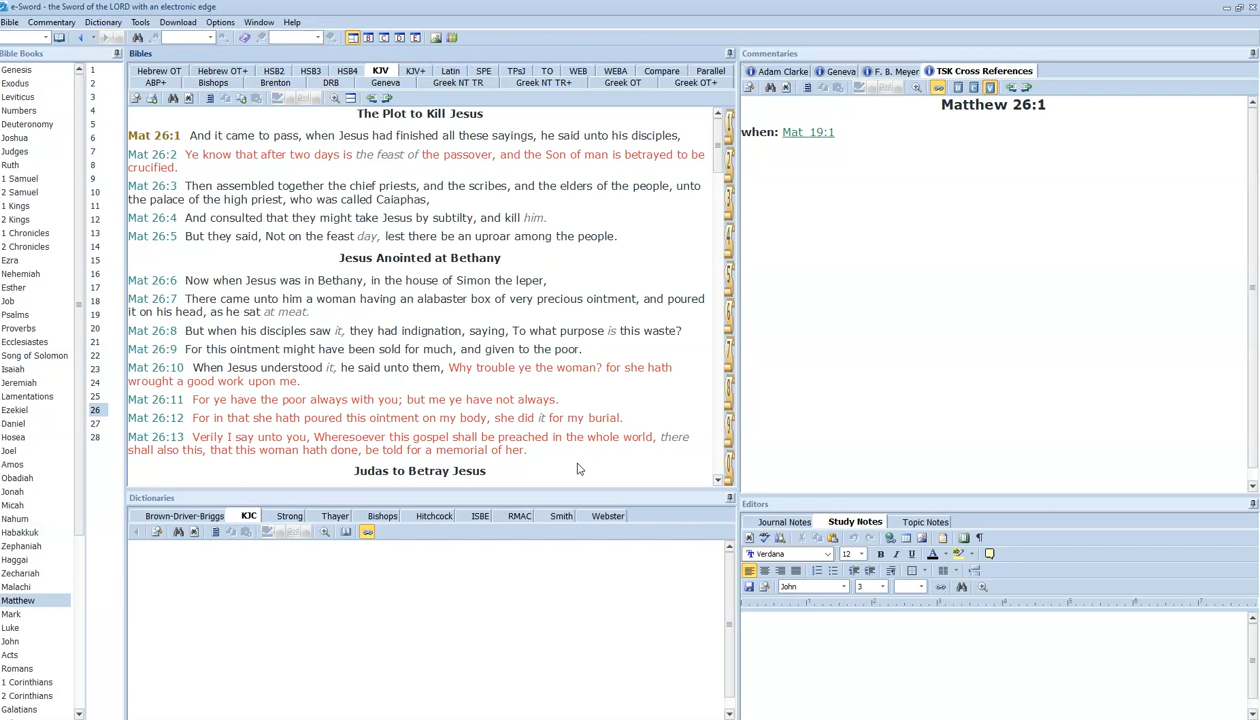 e-Sword - the Sword of the LORD with an electronic edge
Bible Commentary Dictionary Tools Download Options Window Help
B C D E
Bible Books
Genesis
Exodus
Leviticus
Numbers
Deuteronomy
Joshua
Judges
Ruth
1 Samuel
2 Samuel
1 Kings
2 Kings
1 Chronicles
2 Chronicles
Ezra
Nehemiah
Esther
Job
Psalms
Proverbs
Ecclesiastes
Song of Solomon
Isaiah
Jeremiah
Lamentations
Ezekiel
Daniel
Hosea
Joel
Amos
Obadiah
Jonah
Micah
Nahum
Habakkuk
Zephaniah
Haggai
Zechariah
Malachi
Matthew
Mark
Luke
John
Acts
Romans
1 Corinthians
2 Corinthians
Galatians
1
2
3
4
5
6
7
8
9
10
11
12
13
14
15
16
17
18
19
20
21
22
23
24
25
26
27
28
Bibles
Hebrew OT Hebrew OT+ HSB2 HSB3 HSB4 KJV KJV+ Latin SPE TPsJ TO WEB WEBA Compare Parallel
ABP+ Bishops Brenton DRB Geneva Greek NT TR Greek NT TR+ Greek OT Greek OT+
The Plot to Kill Jesus
Mat 26:1 And it came to pass, when Jesus had finished all these sayings, he said unto his disciples,
Mat 26:2 Ye know that after two days is the feast of the passover, and the Son of man is betrayed to be
crucified.
Mat 26:3 Then assembled together the chief priests, and the scribes, and the elders of the people, unto
the palace of the high priest, who was called Caiaphas,
Mat 26:4 And consulted that they might take Jesus by subtilty, and kill him.
Mat 26:5 But they said, Not on the feast day, lest there be an uproar among the people.
Jesus Anointed at Bethany
Mat 26:6 Now when Jesus was in Bethany, in the house of Simon the leper,
Mat 26:7 There came unto him a woman having an alabaster box of very precious ointment, and poured
it on his head, as he sat at meat.
Mat 26:8 But when his disciples saw it, they had indignation, saying, To what purpose is this waste?
Mat 26:9 For this ointment might have been sold for much, and given to the poor.
Mat 26:10 When Jesus understood it, he said unto them, Why trouble ye the woman? for she hath
wrought a good work upon me.
Mat 26:11 For ye have the poor always with you; but me ye have not always.
Mat 26:12 For in that she hath poured this ointment on my body, she did it for my burial.
Mat 26:13 Verily I say unto you, Wheresoever this gospel shall be preached in the whole world, there
shall also this, that this woman hath done, be told for a memorial of her.
Judas to Betray Jesus
Dictionaries
Brown-Driver-Briggs KJC Strong Thayer Bishops Hitchcock ISBE RMAC Smith Webster
Commentaries
Adam Clarke Geneva F. B. Meyer TSK Cross References
Matthew 26:1
when: Mat 19:1
Editors
Journal Notes Study Notes Topic Notes
Verdana 12 B I U A
John 3
1 2 3 4 5 6 7